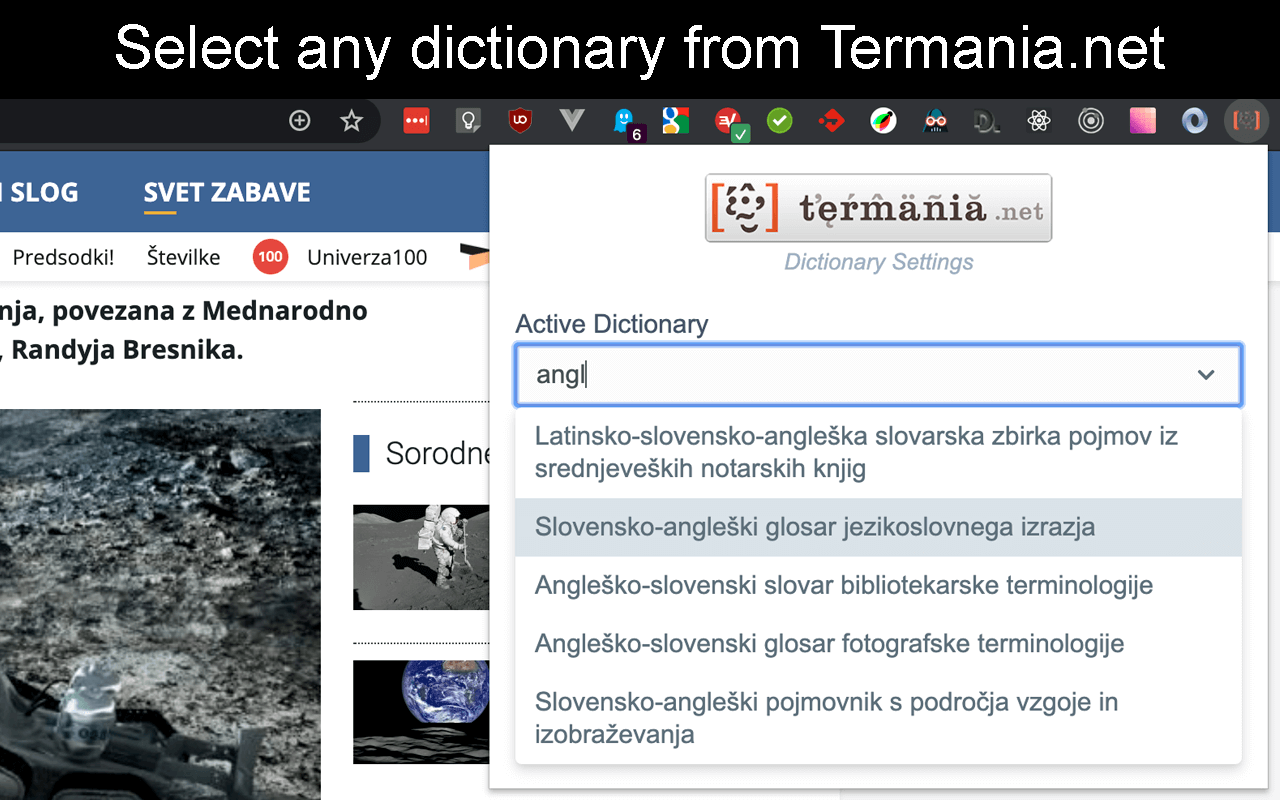 Select any dictionary from Termania.net
6
SLOG
SVET ZABAVE
Predsodki!
Številke
100
Univerza100
nja, povezana z Mednarodno
, Randyja Bresnika.
Sorodne
ťęŕm̂äñiă.net
Dictionary Settings
Active Dictionary
angl
Latinsko-slovensko-angleška slovarska zbirka pojmov iz
srednjeveških notarskih knjig
Slovensko-angleški glosar jezikoslovnega izrazja
Angleško-slovenski slovar bibliotekarske terminologije
Angleško-slovenski glosar fotografske terminologije
Slovensko-angleški pojmovnik s področja vzgoje in
izobraževanja